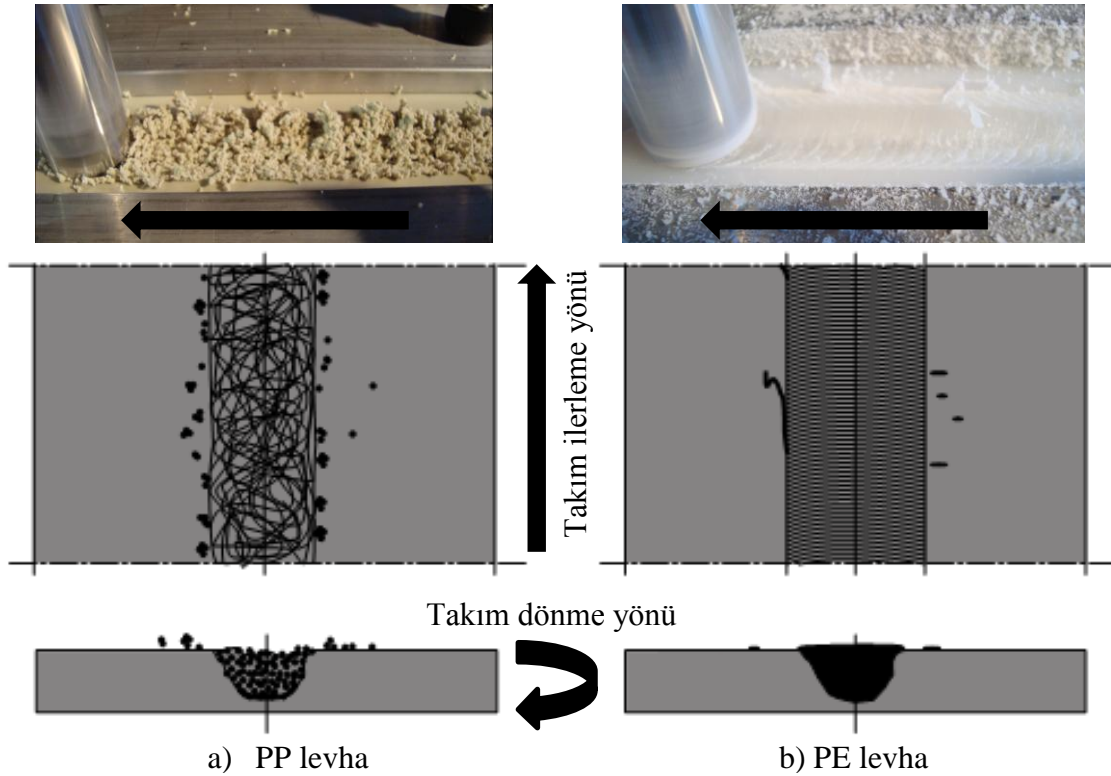 Takım ilerleme yönü
Takım dönme yönü
a) PP levha
b) PE levha